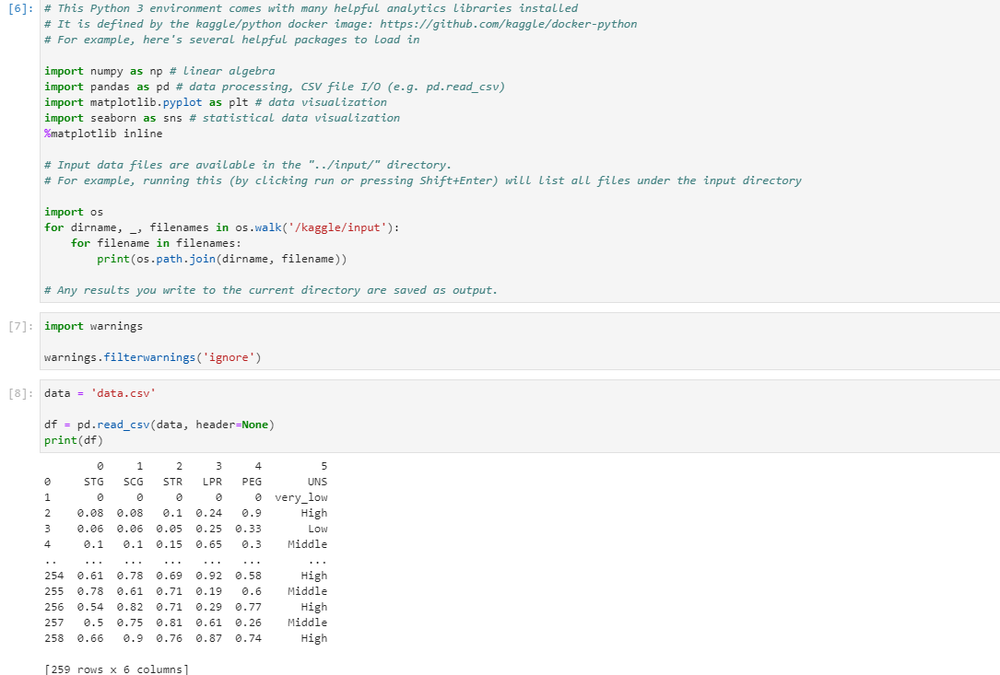 [6]: # This Python 3 environment comes with many helpful analytics libraries installed
# It is defined by the kaggle/python docker image: https://github.com/kaggle/docker-python
# For example, here's several helpful packages to load in
import numpy as np # linear algebra
import pandas as pd # data processing, CSV file I/O (e.g. pd.read_csv)
import matplotlib.pyplot as plt # data visualization
import seaborn as sns # statistical data visualization
%matplotlib inline
# Input data files are available in the "../input/" directory.
# For example, running this (by clicking run or pressing Shift+Enter) will list all files under the input directory
import os
for dirname, _, filenames in os.walk('/kaggle/input'):
    for filename in filenames:
        print(os.path.join(dirname, filename))
# Any results you write to the current directory are saved as output.
[7]: import warnings
warnings.filterwarnings('ignore')
[8]: data = 'data.csv'
df = pd.read_csv(data, header=None)
print(df)
        0     1     2     3     4         5
0     STG   SCG   STR   LPR   PEG       UNS
1       0     0     0     0     0  very_low
2    0.08  0.08   0.1  0.24   0.9      High
3    0.06  0.06  0.05  0.25  0.33       Low
4     0.1   0.1  0.15  0.65   0.3    Middle
..    ...   ...   ...   ...   ...       ...
254  0.61  0.78  0.69  0.92  0.58      High
255  0.78  0.61  0.71  0.19   0.6    Middle
256  0.54  0.82  0.71  0.29  0.77      High
257   0.5  0.75  0.81  0.61  0.26    Middle
258  0.66   0.9  0.76  0.87  0.74      High
[259 rows x 6 columns]